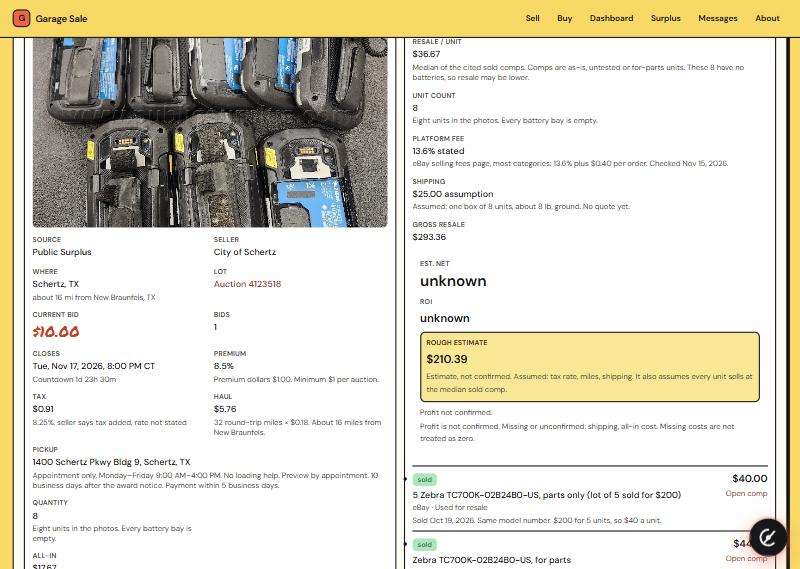 G Garage Sale
Sell Buy Dashboard Surplus Messages About
SOURCE
Public Surplus
SELLER
City of Schertz
WHERE
Schertz, TX
about 16 mi from New Braunfels, TX
LOT
Auction 4123518
CURRENT BID
$10.00
BIDS
1
CLOSES
Tue, Nov 17, 2026, 8:00 PM CT
Countdown 1d 23h 30m
PREMIUM
8.5%
Premium dollars $1.00. Minimum $1 per auction.
TAX
$0.91
8.25%. seller says tax added, rate not stated
HAUL
$5.76
32 round-trip miles × $0.18. About 16 miles from
New Braunfels.
PICKUP
1400 Schertz Pkwy Bldg 9, Schertz, TX
Appointment only, Monday–Friday 9:00 AM–4:00 PM. No loading help. Preview by appointment. 10
business days after the award notice. Payment within 5 business days.
QUANTITY
8
Eight units in the photos. Every battery bay is
empty.
ALL-IN
$17.67
RESALE / UNIT
$36.67
Median of the cited sold comps. Comps are as-is, untested or for-parts units. These 8 have no
batteries, so resale may be lower.
UNIT COUNT
8
Eight units in the photos. Every battery bay is empty.
PLATFORM FEE
13.6% stated
eBay selling fees page, most categories: 13.6% plus $0.40 per order. Checked Nov 15, 2026.
SHIPPING
$25.00 assumption
Assumed: one box of 8 units, about 8 lb, ground. No quote yet.
GROSS RESALE
$293.36
EST. NET
unknown
ROI
unknown
ROUGH ESTIMATE
$210.39
Estimate, not confirmed. Assumed: tax rate, miles, shipping. It also assumes every unit sells at
the median sold comp.
Profit not confirmed.
Profit is not confirmed. Missing or unconfirmed: shipping, all-in cost. Missing costs are not
treated as zero.
sold
$40.00
5 Zebra TC700K-02B24B0-US, parts only (lot of 5 sold for $200)
Open comp
eBay · Used for resale
Sold Oct 19, 2026. Same model number. $200 for 5 units, so $40 a unit.
sold
Zebra TC700K-02B24B0-US, for parts
Open comp